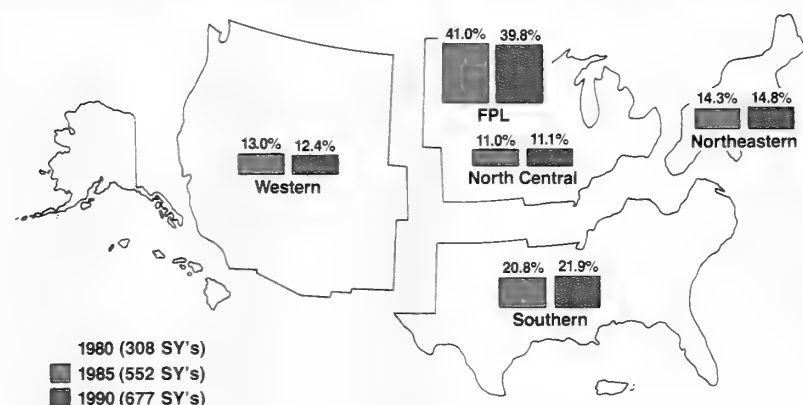 41.0% 39.8%
FPL
14.3% 14.8%
Northeastern
13.0% 12.4%
Western
11.0% 11.1%
North Central
20.8% 21.9%
Southern
1980 (308 SY's)
1985 (552 SY's)
1990 (677 SY's)